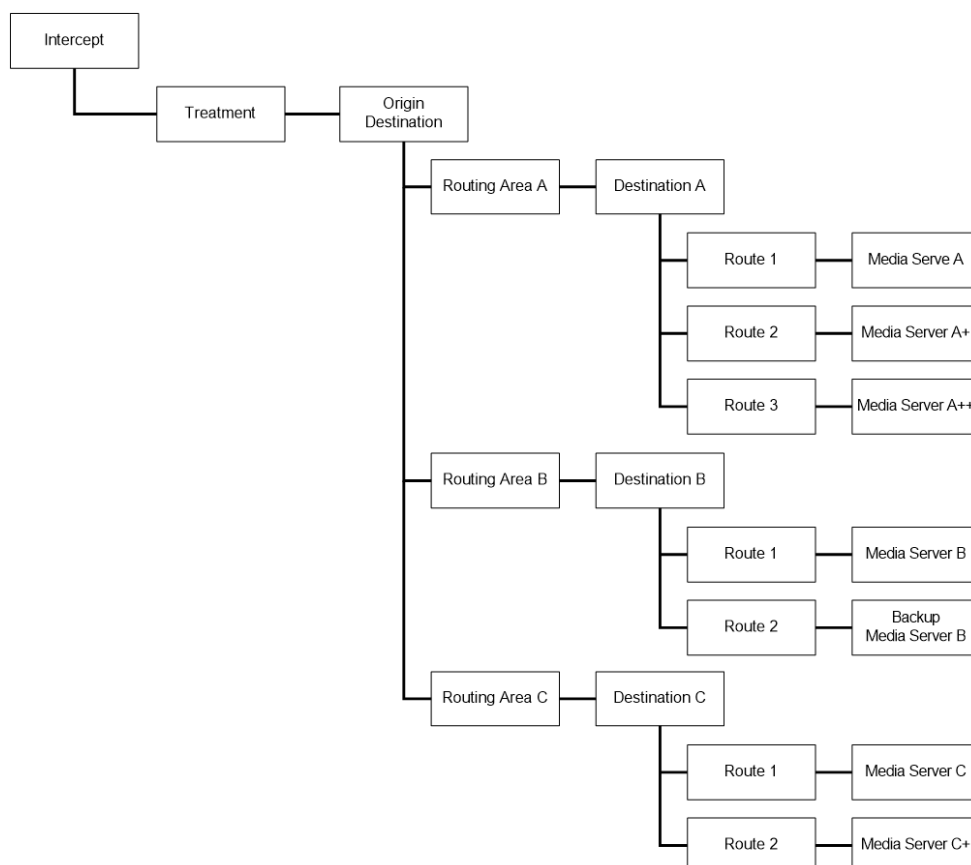 Intercept
Treatment
Origin
Destination
Routing Area A
Destination A
Route 1
Media Serve A
Route 2
Media Server A+
Route 3
Media Server A++
Routing Area B
Destination B
Route 1
Media Server B
Route 2
Backup
Media Server B
Routing Area C
Destination C
Route 1
Media Server C
Route 2
Media Server C+